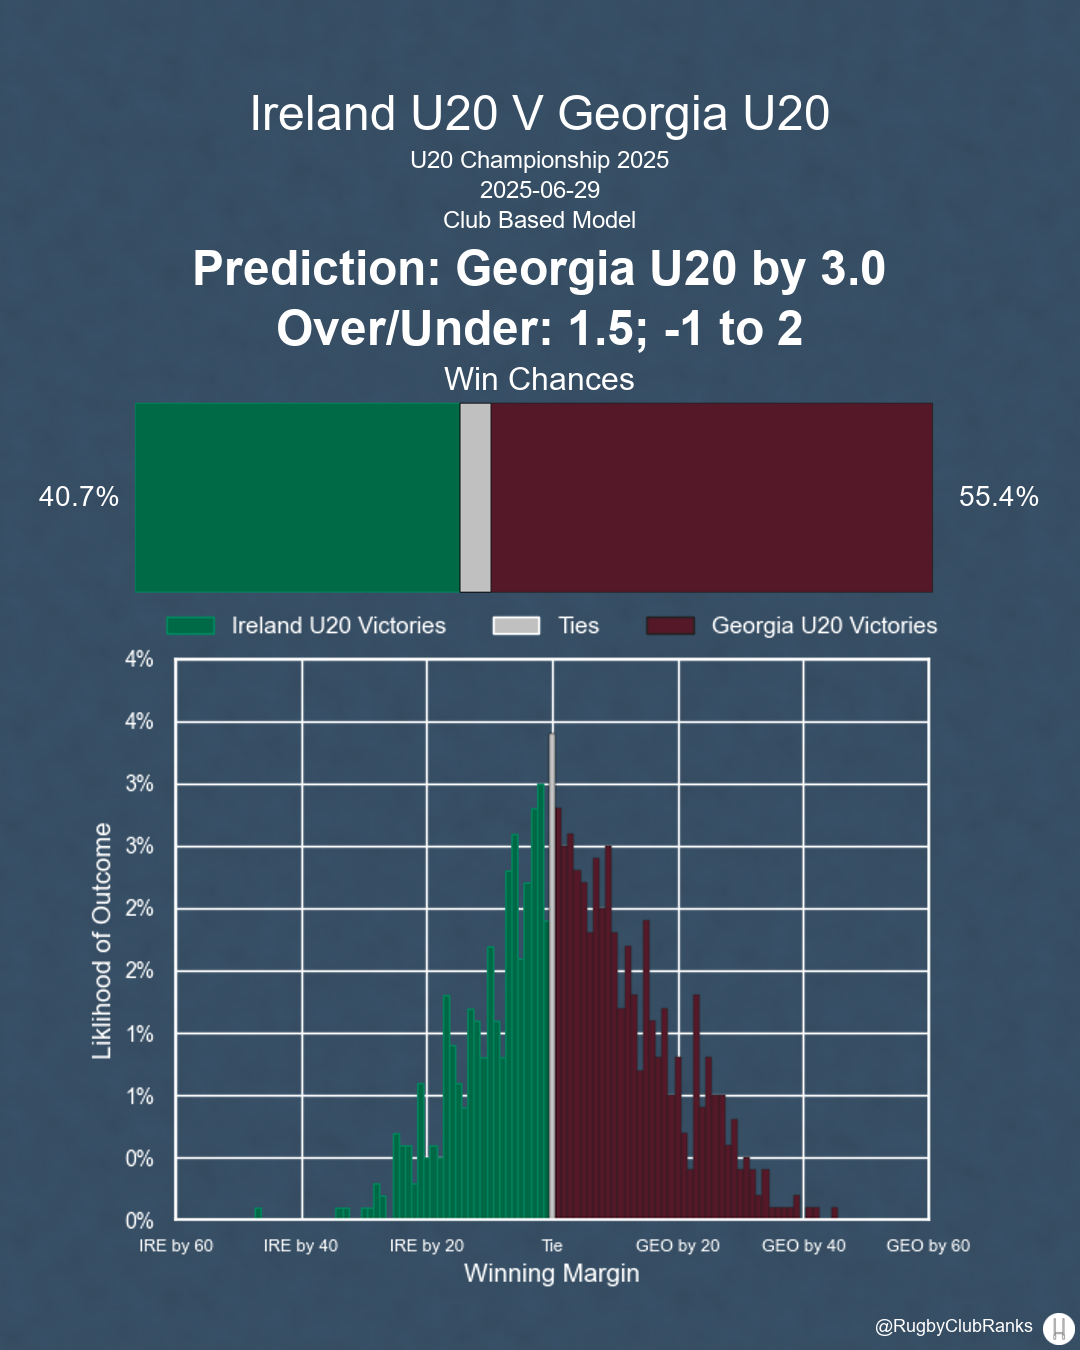 Ireland U20 V Georgia U20
U20 Championship 2025
2025-06-29
Club Based Model
Prediction: Georgia U20 by 3.0
Over/Under: 1.5; -1 to 2
Win Chances
40.7%
55.4%
Ireland U20 Victories
Ties
Georgia U20 Victories
4%
4%
3%
3%
2%
2%
1%
1%
0%
0%
Liklihood of Outcome
IRE by 60
IRE by 40
IRE by 20
Tie
GEO by 20
GEO by 40
GEO by 60
Winning Margin
@RugbyClubRanks